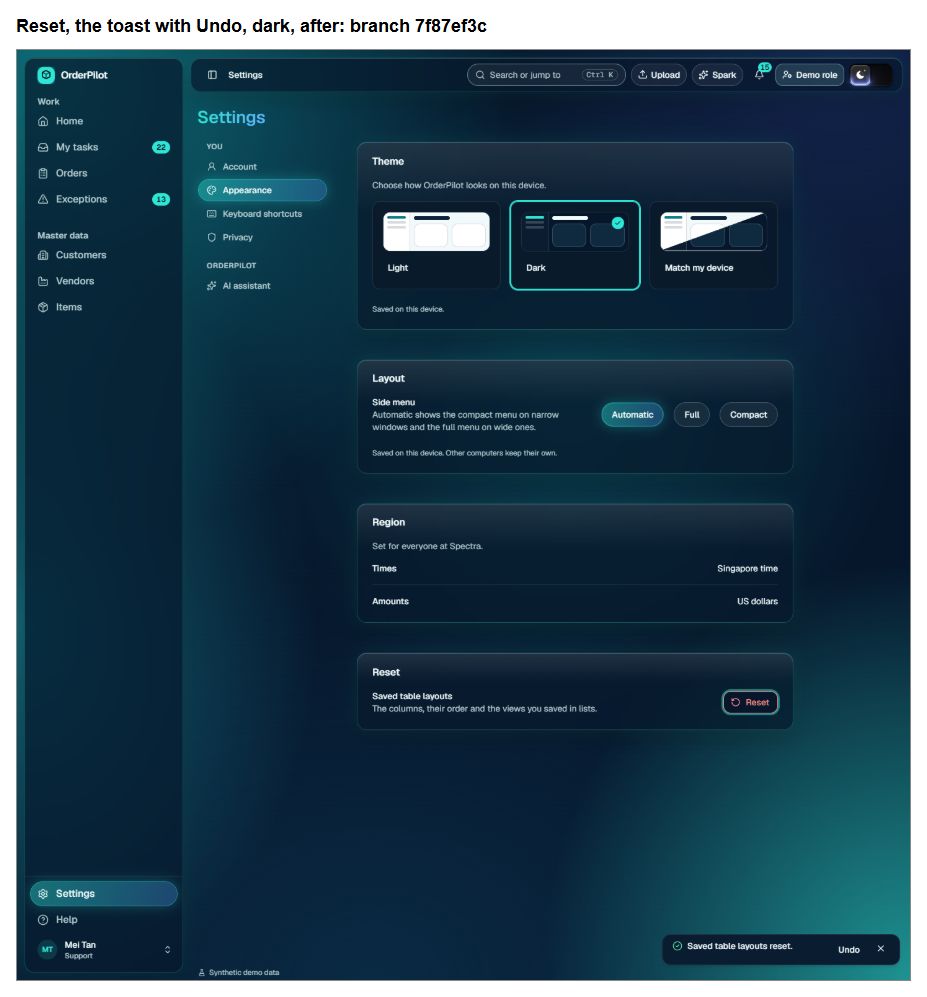 Reset, the toast with Undo, dark, after: branch 7f87ef3c
OrderPilot
Work
Home
My tasks 22
Orders
Exceptions 13
Master data
Customers
Vendors
Items
Settings
Help
MT
Mei Tan
Support
Settings
Search or jump to Ctrl K
Upload
Spark
15
Demo role
Settings
YOU
Account
Appearance
Keyboard shortcuts
Privacy
ORDERPILOT
AI assistant
Theme
Choose how OrderPilot looks on this device.
Light
Dark
Match my device
Saved on this device.
Layout
Side menu
Automatic shows the compact menu on narrow
windows and the full menu on wide ones.
Automatic
Full
Compact
Saved on this device. Other computers keep their own.
Region
Set for everyone at Spectra.
Times Singapore time
Amounts US dollars
Reset
Saved table layouts
The columns, their order and the views you saved in lists.
Reset
Saved table layouts reset.
Undo
Synthetic demo data